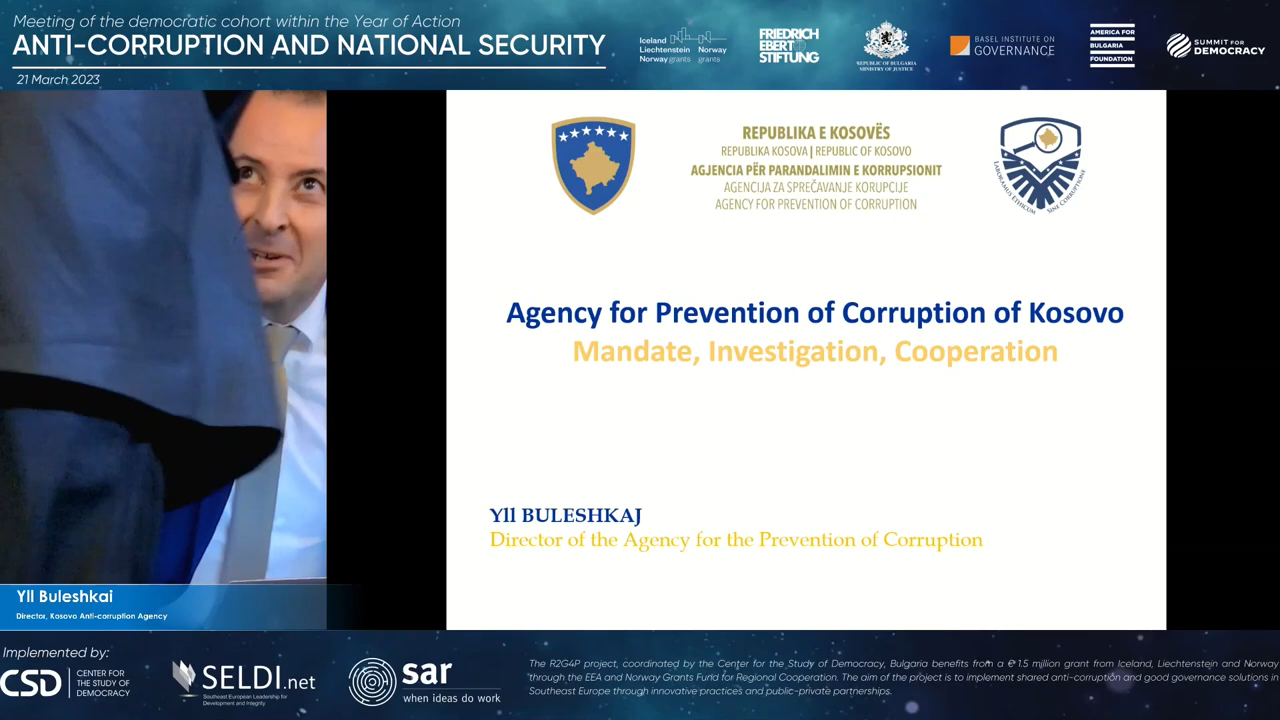 Meeting of the democratic cohort within the Year of Action
ANTI-CORRUPTION AND NATIONAL SECURITY
21 March 2023
Iceland
Liechtenstein Norway
Norway grants grants
FRIEDRICH
EBERT
STIFTUNG
REPUBLIC OF BULGARIA
MINISTRY OF JUSTICE
BASEL INSTITUTE ON
GOVERNANCE
AMERICA FOR
BULGARIA
FOUNDATION
SUMMIT FOR
DEMOCRACY
REPUBLIKA E KOSOVËS
REPUBLIKA KOSOVA | REPUBLIC OF KOSOVO
AGJENCIA PËR PARANDALIMIN E KORRUPSIONIT
AGENCIJA ZA SPREČAVANJE KORUPCIJE
AGENCY FOR PREVENTION OF CORRUPTION
LABORAMUS ETHICUM SINE CORRUPTIONE
Agency for Prevention of Corruption of Kosovo
Mandate, Investigation, Cooperation
Yll BULESHKAJ
Director of the Agency for the Prevention of Corruption
Yll Buleshkai
Director, Kosovo Anti-corruption Agency
Implemented by:
CSD
CENTER FOR
THE STUDY OF
DEMOCRACY
SELDI.net
Southeast European Leadership for
Development and Integrity
sar
when ideas do work
The R2G4P project, coordinated by the Center for the Study of Democracy, Bulgaria benefits from a € 1.5 million grant from Iceland, Liechtenstein and Norway
through the EEA and Norway Grants Fund for Regional Cooperation. The aim of the project is to implement shared anti-corruption and good governance solutions in
Southeast Europe through innovative practices and public-private partnerships.